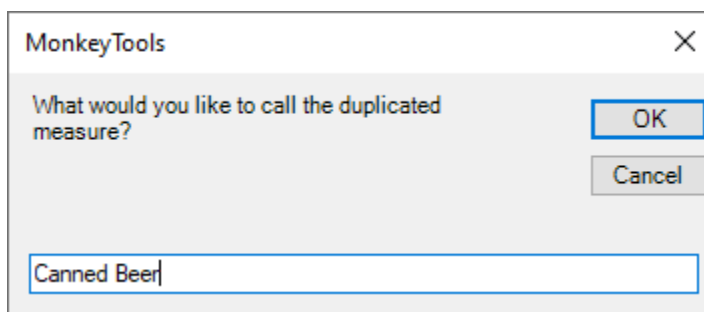 MonkeyTools
What would you like to call the duplicated
measure?
OK
Cancel
Canned Beer